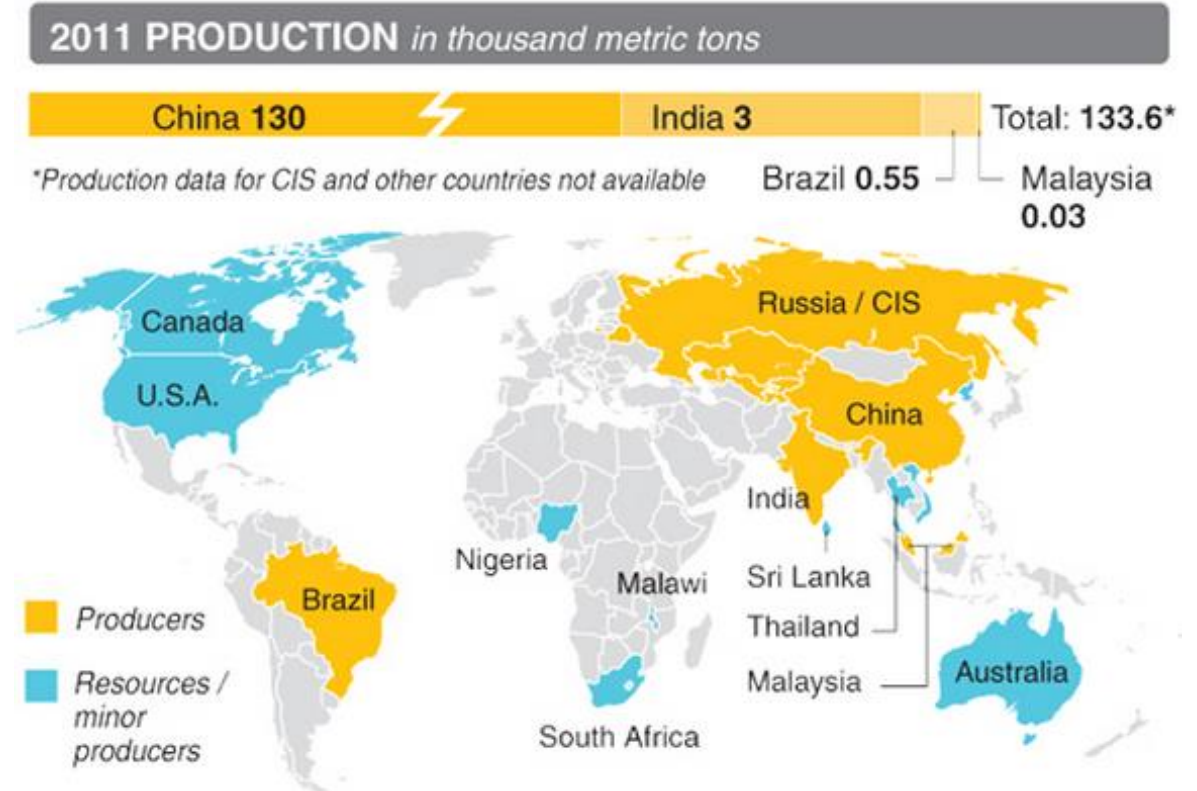 2011 PRODUCTION in thousand metric tons
China 130
India 3
Total: 133.6*
*Production data for CIS and other countries not available
Brazil 0.55
Malaysia
0.03
Canada
U.S.A.
Russia / CIS
China
India
Nigeria
Malawi
Sri Lanka
Brazil
Thailand
Malaysia
Australia
South Africa
Producers
Resources /
minor
producers